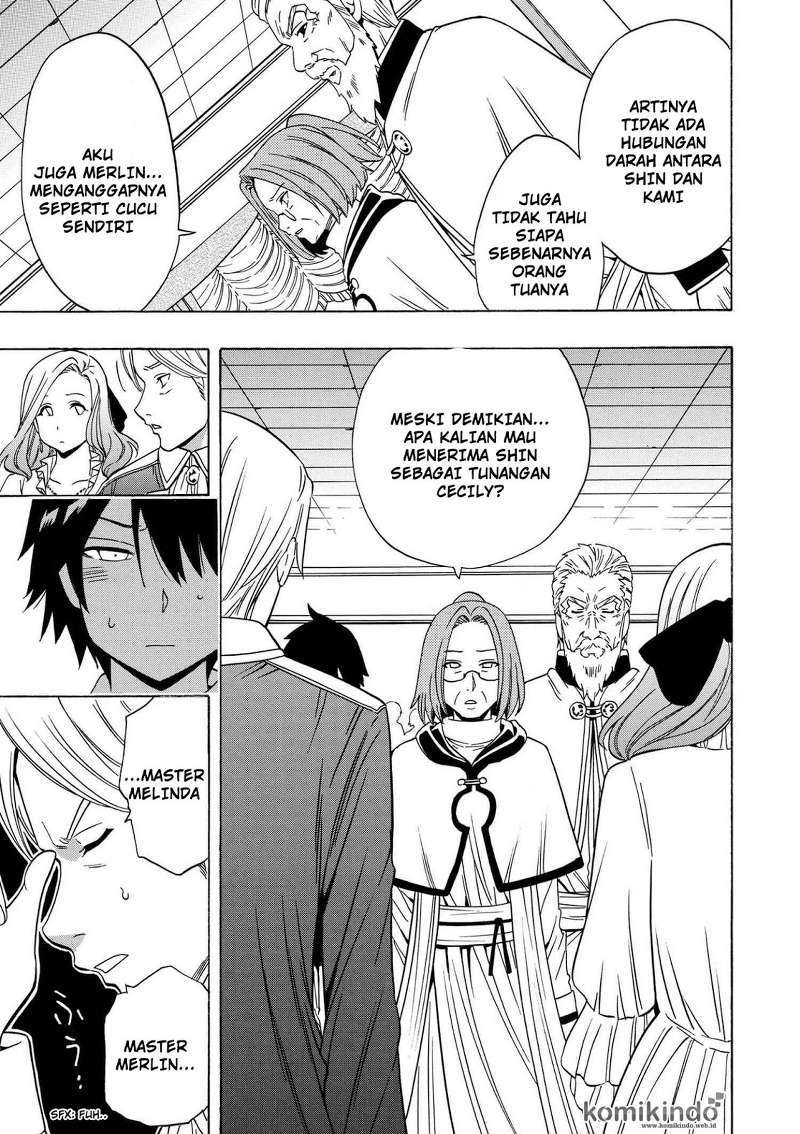 ARTINYA
TIDAK ADA
HUBUNGAN
DARAH ANTARA
SHIN DAN
KAMI
JUGA
TIDAK TAHU
SIAPA
SEBENARNYA
ORANG
TUANYA
AKU
JUGA MERLIN...
MENGANGGAPNYA
SEPERTI CUCU
SENDIRI
MESKI DEMIKIAN...
APA KALIAN MAU
MENERIMA SHIN
SEBAGAI TUNANGAN
CECILY?
...MASTER
MELINDA
MASTER
MERLIN...
ふぅ…
SFX: FUH..
komikindo
www.komikindo.web.id